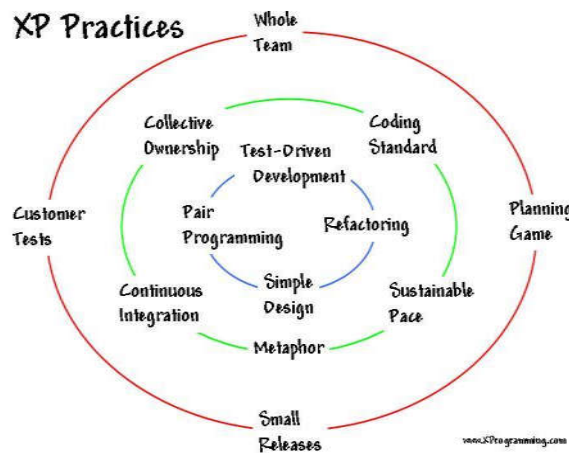 XP Practices
Whole
Team
Collective
Ownership
Coding
Standard
Test-Driven
Development
Customer
Tests
Pair
Programming
Refactoring
Planning
Game
Continuous
Integration
Simple
Design
Sustainable
Pace
Metaphor
Small
Releases
www.XProgramming.com